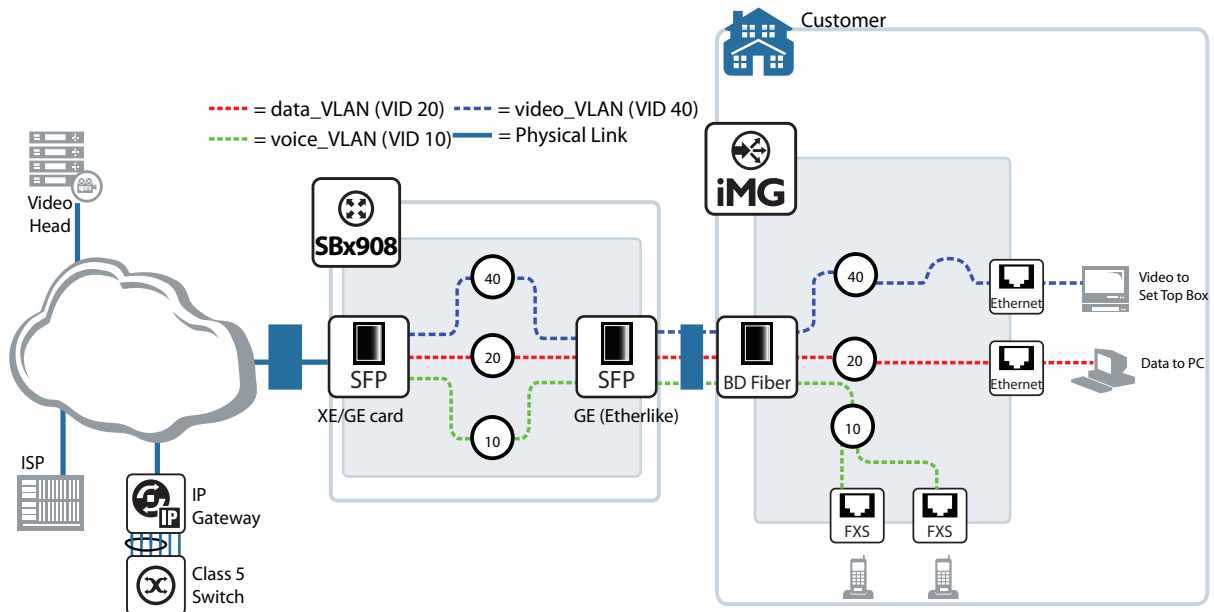 Customer
= data_VLAN (VID 20)
= video_VLAN (VID 40)
= voice_VLAN (VID 10)
= Physical Link
Video
Head
SBx908
iMG
40
20
10
SFP
SFP
XE/GE card
GE (Etherlike)
BD Fiber
40
20
10
Ethernet
Video to
Set Top Box
Ethernet
Data to PC
FXS
FXS
ISP
IP
IP
Gateway
Class 5
Switch